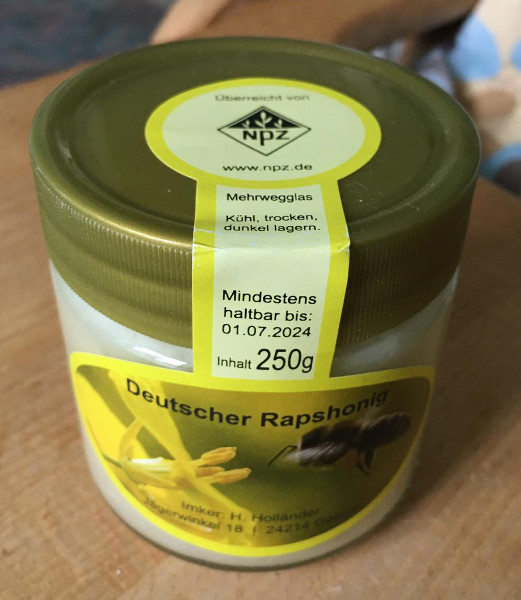 Überreicht von
NPZ
www.npz.de
Mehrwegglas
Kühl, trocken,
dunkel lagern.
Mindestens
haltbar bis:
01.07.2024
Inhalt 250g
Deutscher Rapshonig
Imker: H. Holländer
Jägerwinkel 18 | 24214